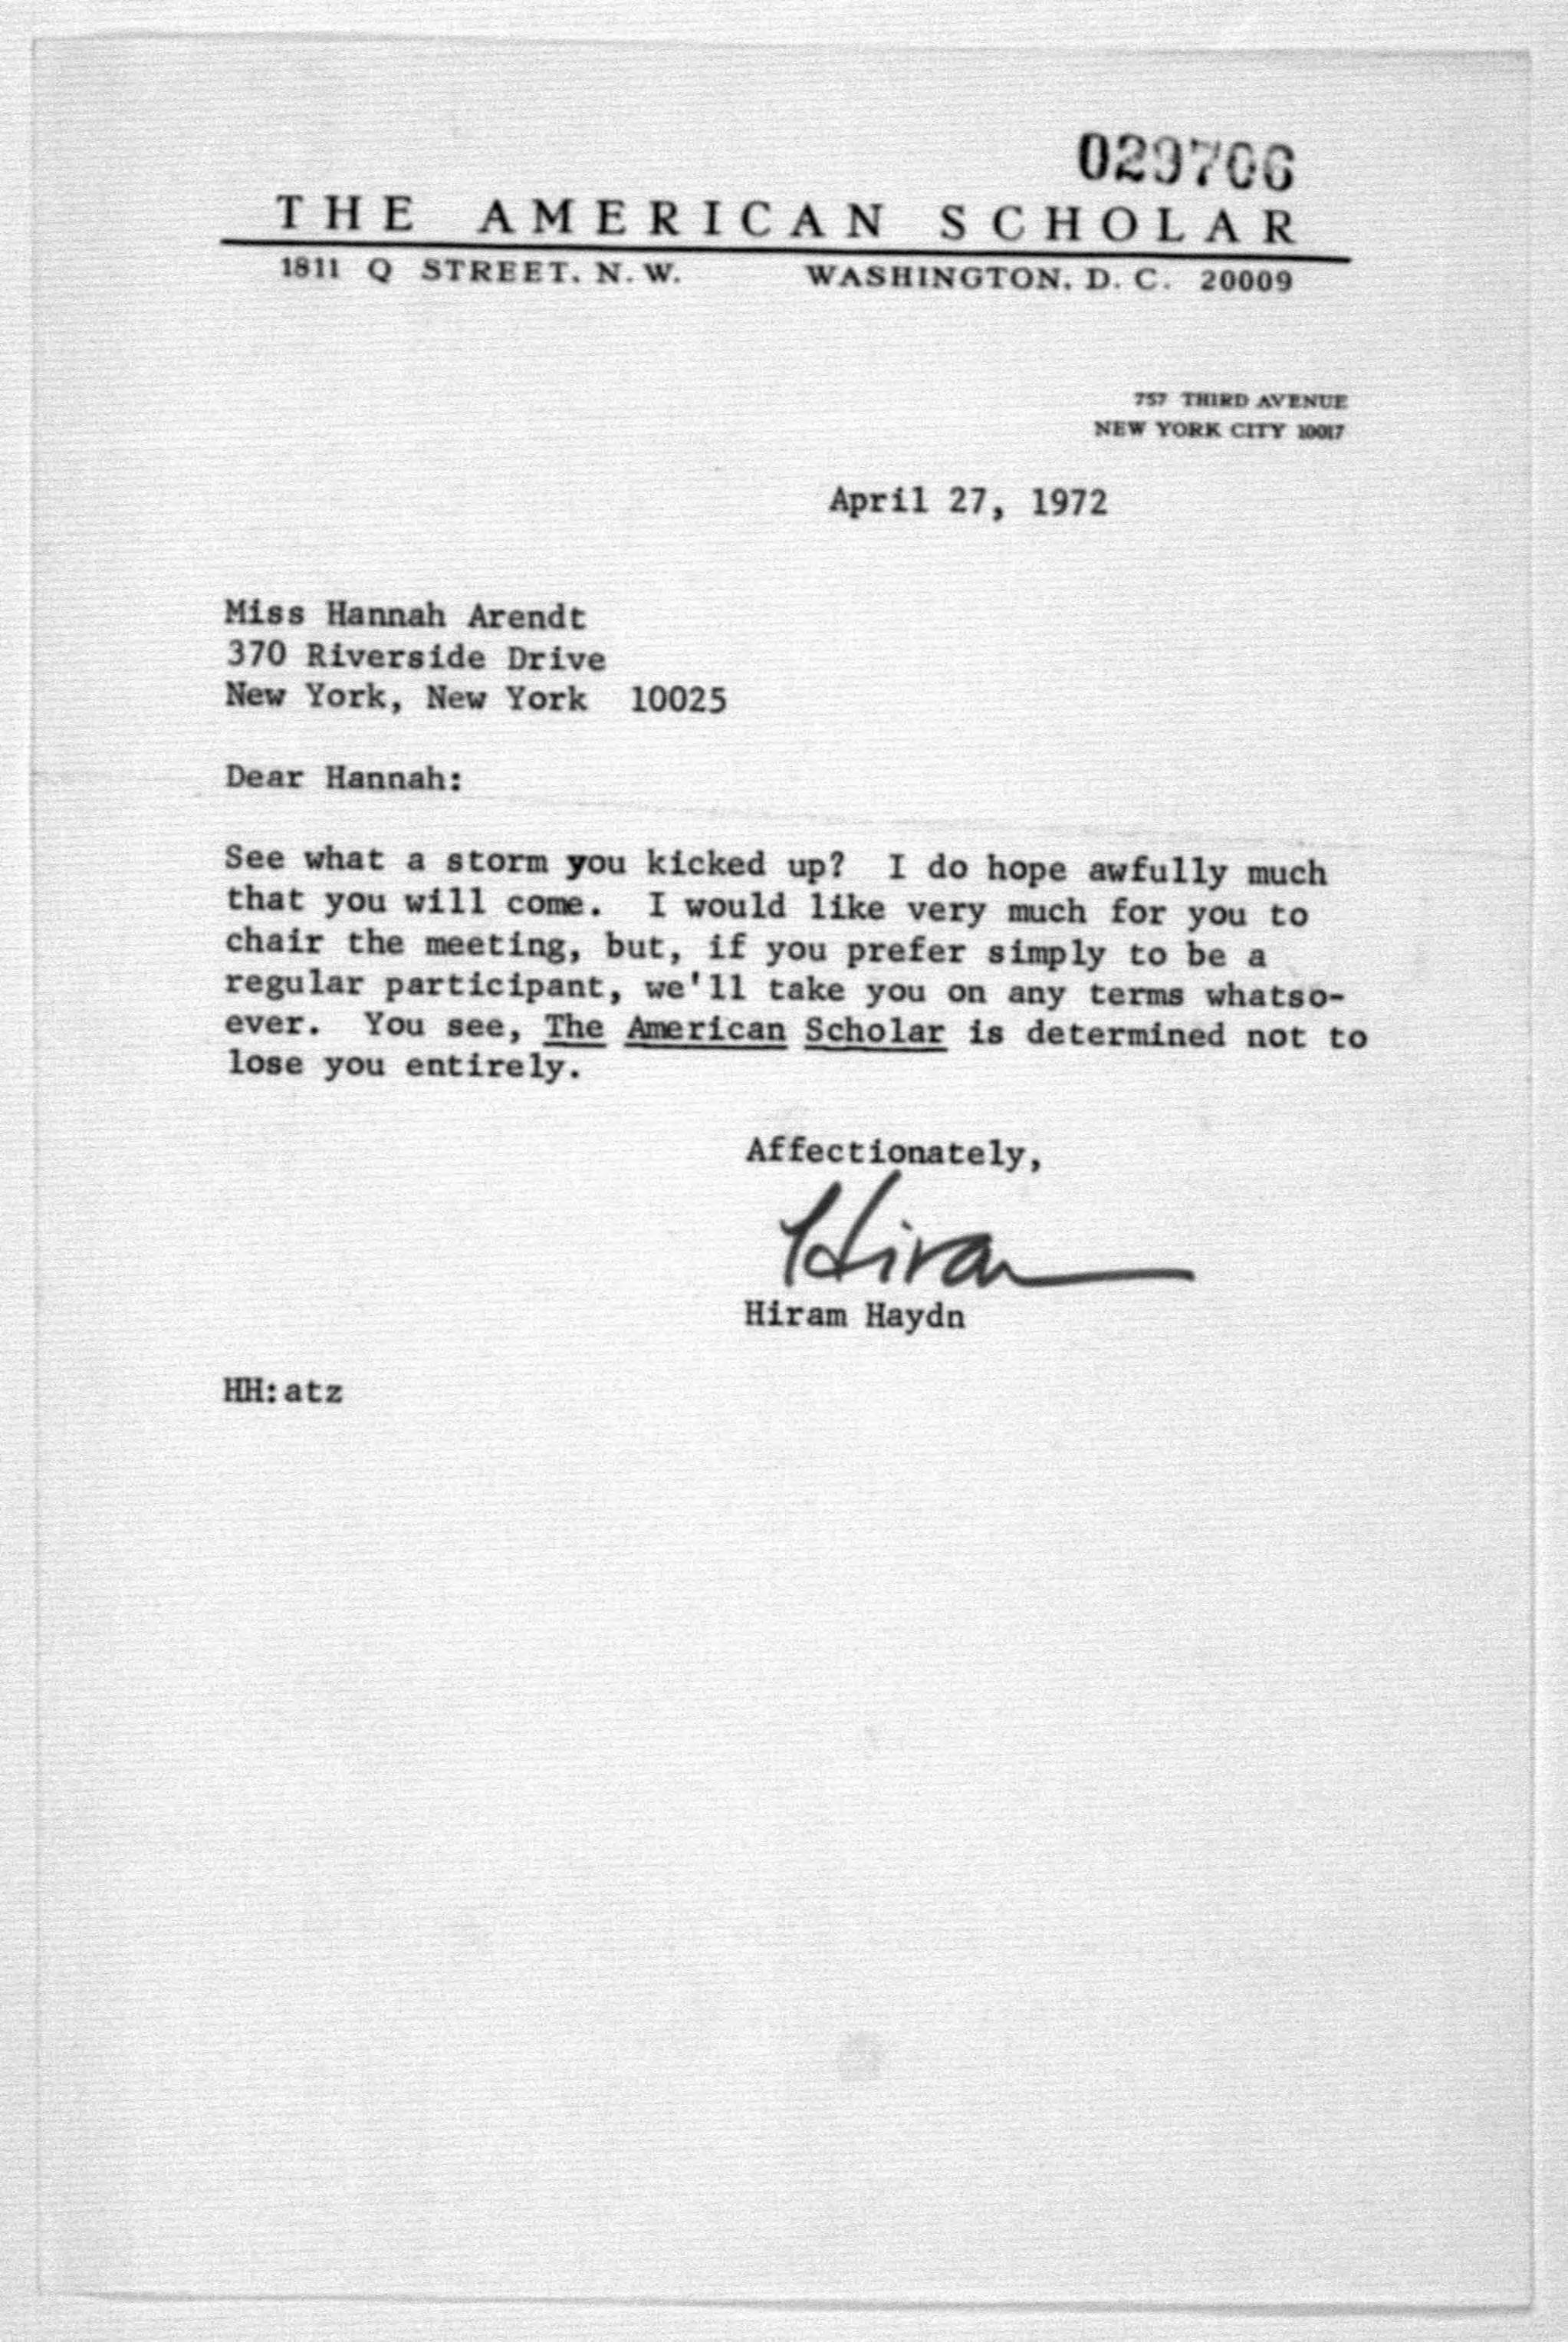 029706
THE AMERICAN SCHOLAR
1811 Q STREET, N. W. WASHINGTON, D. C. 20009
757 THIRD AVENUE
NEW YORK CITY 10017
April 27, 1972
Miss Hannah Arendt
370 Riverside Drive
New York, New York 10025
Dear Hannah:
See what a storm you kicked up? I do hope awfully much
that you will come. I would like very much for you to
chair the meeting, but, if you prefer simply to be a
regular participant, we'll take you on any terms whatso-
ever. You see, The American Scholar is determined not to
lose you entirely.
Affectionately,
Hiram
Hiram Haydn
HH:atz